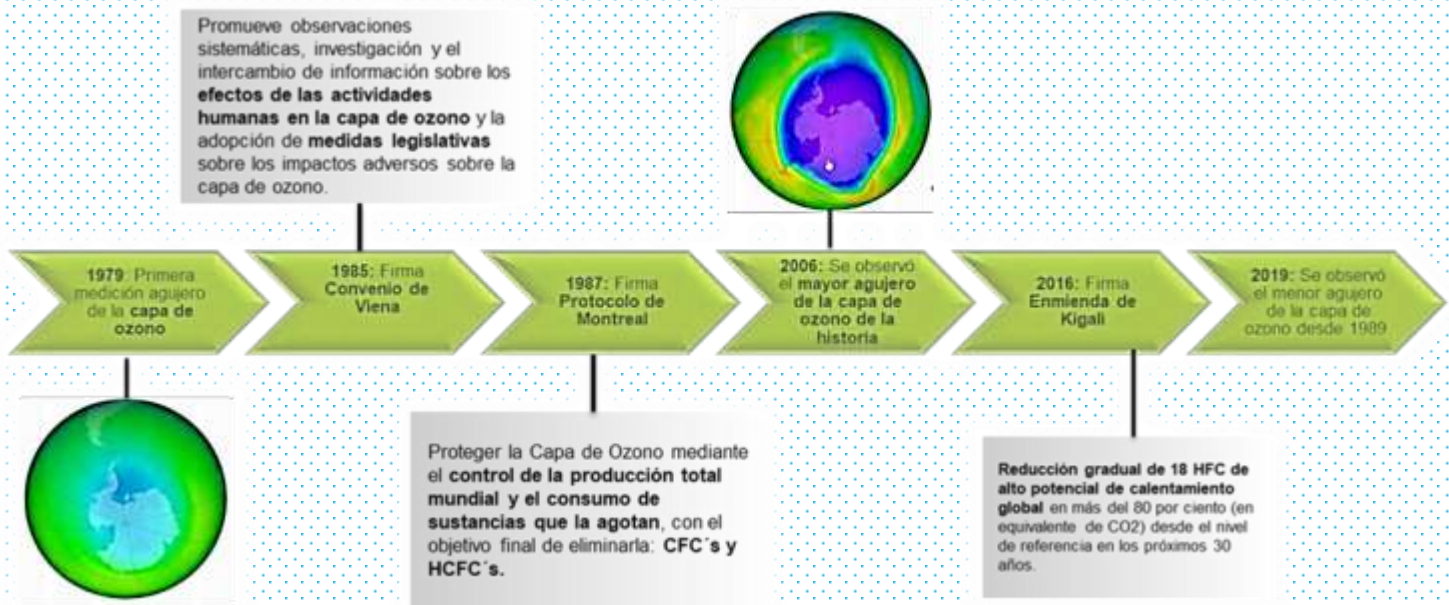 Promueve observaciones
sistemáticas, investigación y el
intercambio de información sobre los
efectos de las actividades
humanas en la capa de ozono y la
adopción de medidas legislativas
sobre los impactos adversos sobre la
capa de ozono.
1979: Primera
medición agujero
de la capa de
ozono
1985: Firma
Convenio de
Viena
1987: Firma
Protocolo de
Montreal
2006: Se observó
el mayor agujero
de la capa de
ozono de la
historia
2016: Firma
Enmienda de
Kigali
2019: Se observó
el menor agujero
de la capa de
ozono desde 1989
Proteger la Capa de Ozono mediante
el control de la producción total
mundial y el consumo de
sustancias que la agotan, con el
objetivo final de eliminarla: CFC´s y
HCFC´s.
Reducción gradual de 18 HFC de
alto potencial de calentamiento
global en más del 80 por ciento (en
equivalente de CO2) desde el nivel
de referencia en los próximos 30
años.